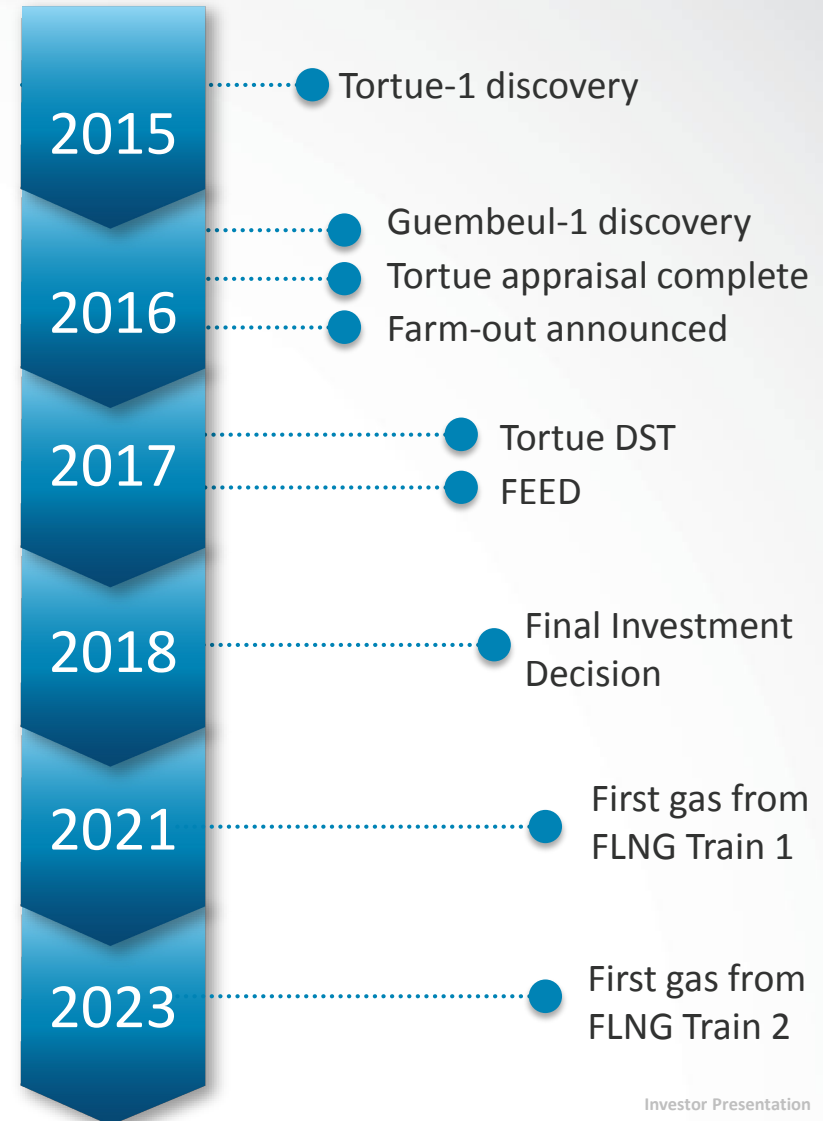 2015
Tortue-1 discovery
2016
Guembeul-1 discovery
Tortue appraisal complete
Farm-out announced
2017
Tortue DST
FEED
2018
Final Investment
Decision
2021
First gas from
FLNG Train 1
2023
First gas from
FLNG Train 2
Investor Presentation